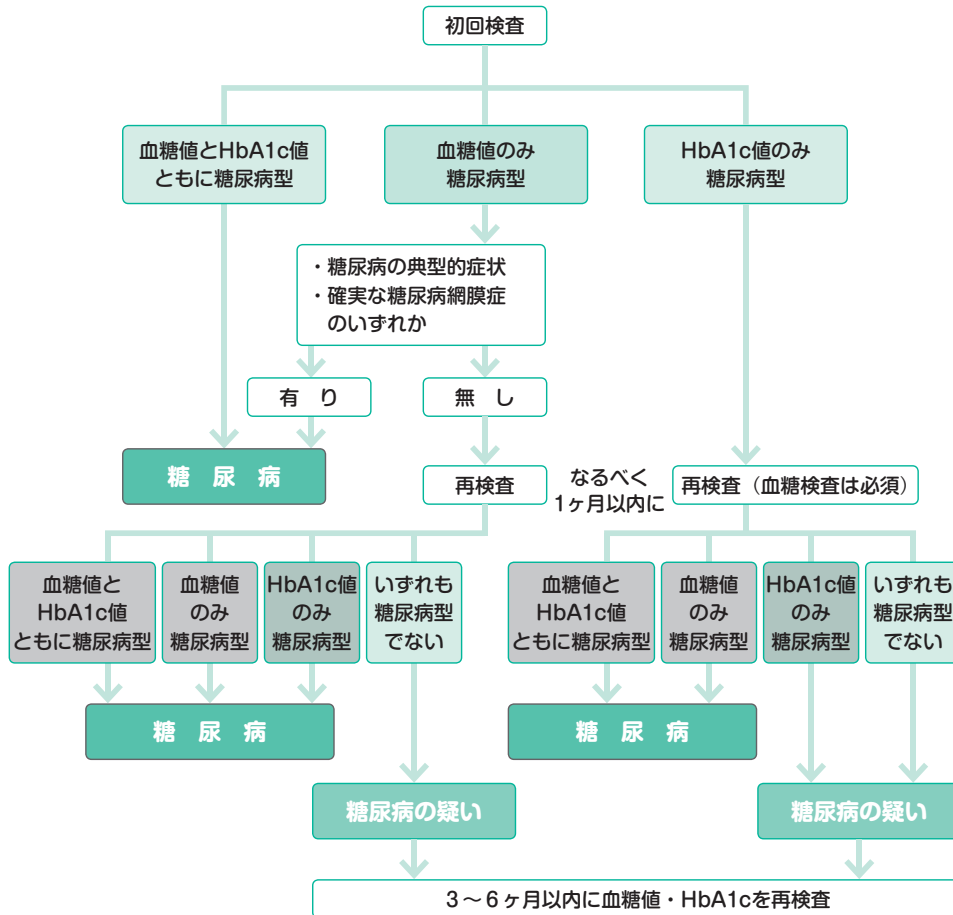 初回検査
血糖値とHbA1c値
ともに糖尿病型
血糖値のみ
糖尿病型
HbA1c値のみ
糖尿病型
・糖尿病の典型的症状
・確実な糖尿病網膜症
のいずれか
有 り
無 し
糖 尿 病
再検査
なるべく
1ヶ月以内に
再検査（血糖検査は必須）
血糖値と
HbA1c値
ともに糖尿病型
血糖値
のみ
糖尿病型
HbA1c値
のみ
糖尿病型
いずれも
糖尿病型
でない
血糖値と
HbA1c値
ともに糖尿病型
血糖値
のみ
糖尿病型
HbA1c値
のみ
糖尿病型
いずれも
糖尿病型
でない
糖 尿 病
糖 尿 病
糖尿病の疑い
糖尿病の疑い
3～6ヶ月以内に血糖値・HbA1cを再検査